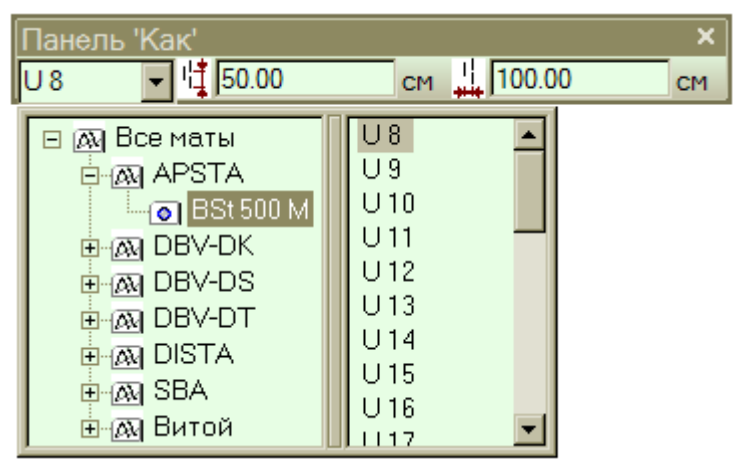 Панель 'Как'
U 8 50.00 см 100.00 см
Все маты
APSTA
BSt 500 M
DBV-DK
DBV-DS
DBV-DT
DISTA
SBA
Витой
U 8
U 9
U 10
U 11
U 12
U 13
U 14
U 15
U 16
U 17